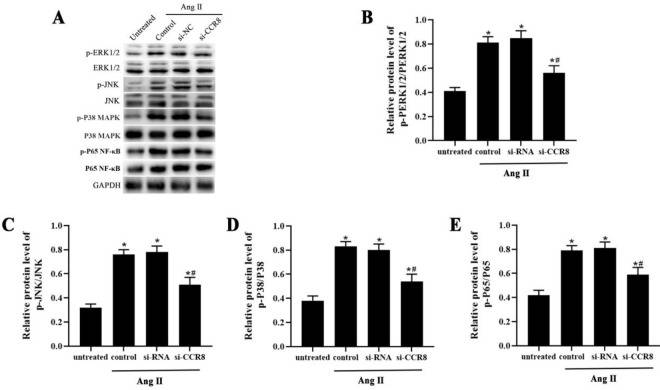 A
Ang II
Untreated
Control
si-NC
si-CCR8
p-ERK1/2
ERK1/2
p-JNK
JNK
p-P38 MAPK
P38 MAPK
p-P65 NF-κB
P65 NF-κB
GAPDH
B
Relative protein level of
p-PERK1/2/PERK1/2
1.0
0.8
0.6
0.4
0.2
0.0
* * *#
untreated control si-RNA si-CCR8
Ang II
C
Relative protein level of
p-JNK/JNK
1.0
0.8
0.6
0.4
0.2
0.0
* * *#
untreated control si-RNA si-CCR8
Ang II
D
Relative protein level of
p-P38/P38
1.0
0.8
0.6
0.4
0.2
0.0
* * *#
untreated control si-RNA si-CCR8
Ang II
E
Relative protein level of
p-P65/P65
1.0
0.8
0.6
0.4
0.2
0.0
* * *#
untreated control si-RNA si-CCR8
Ang II